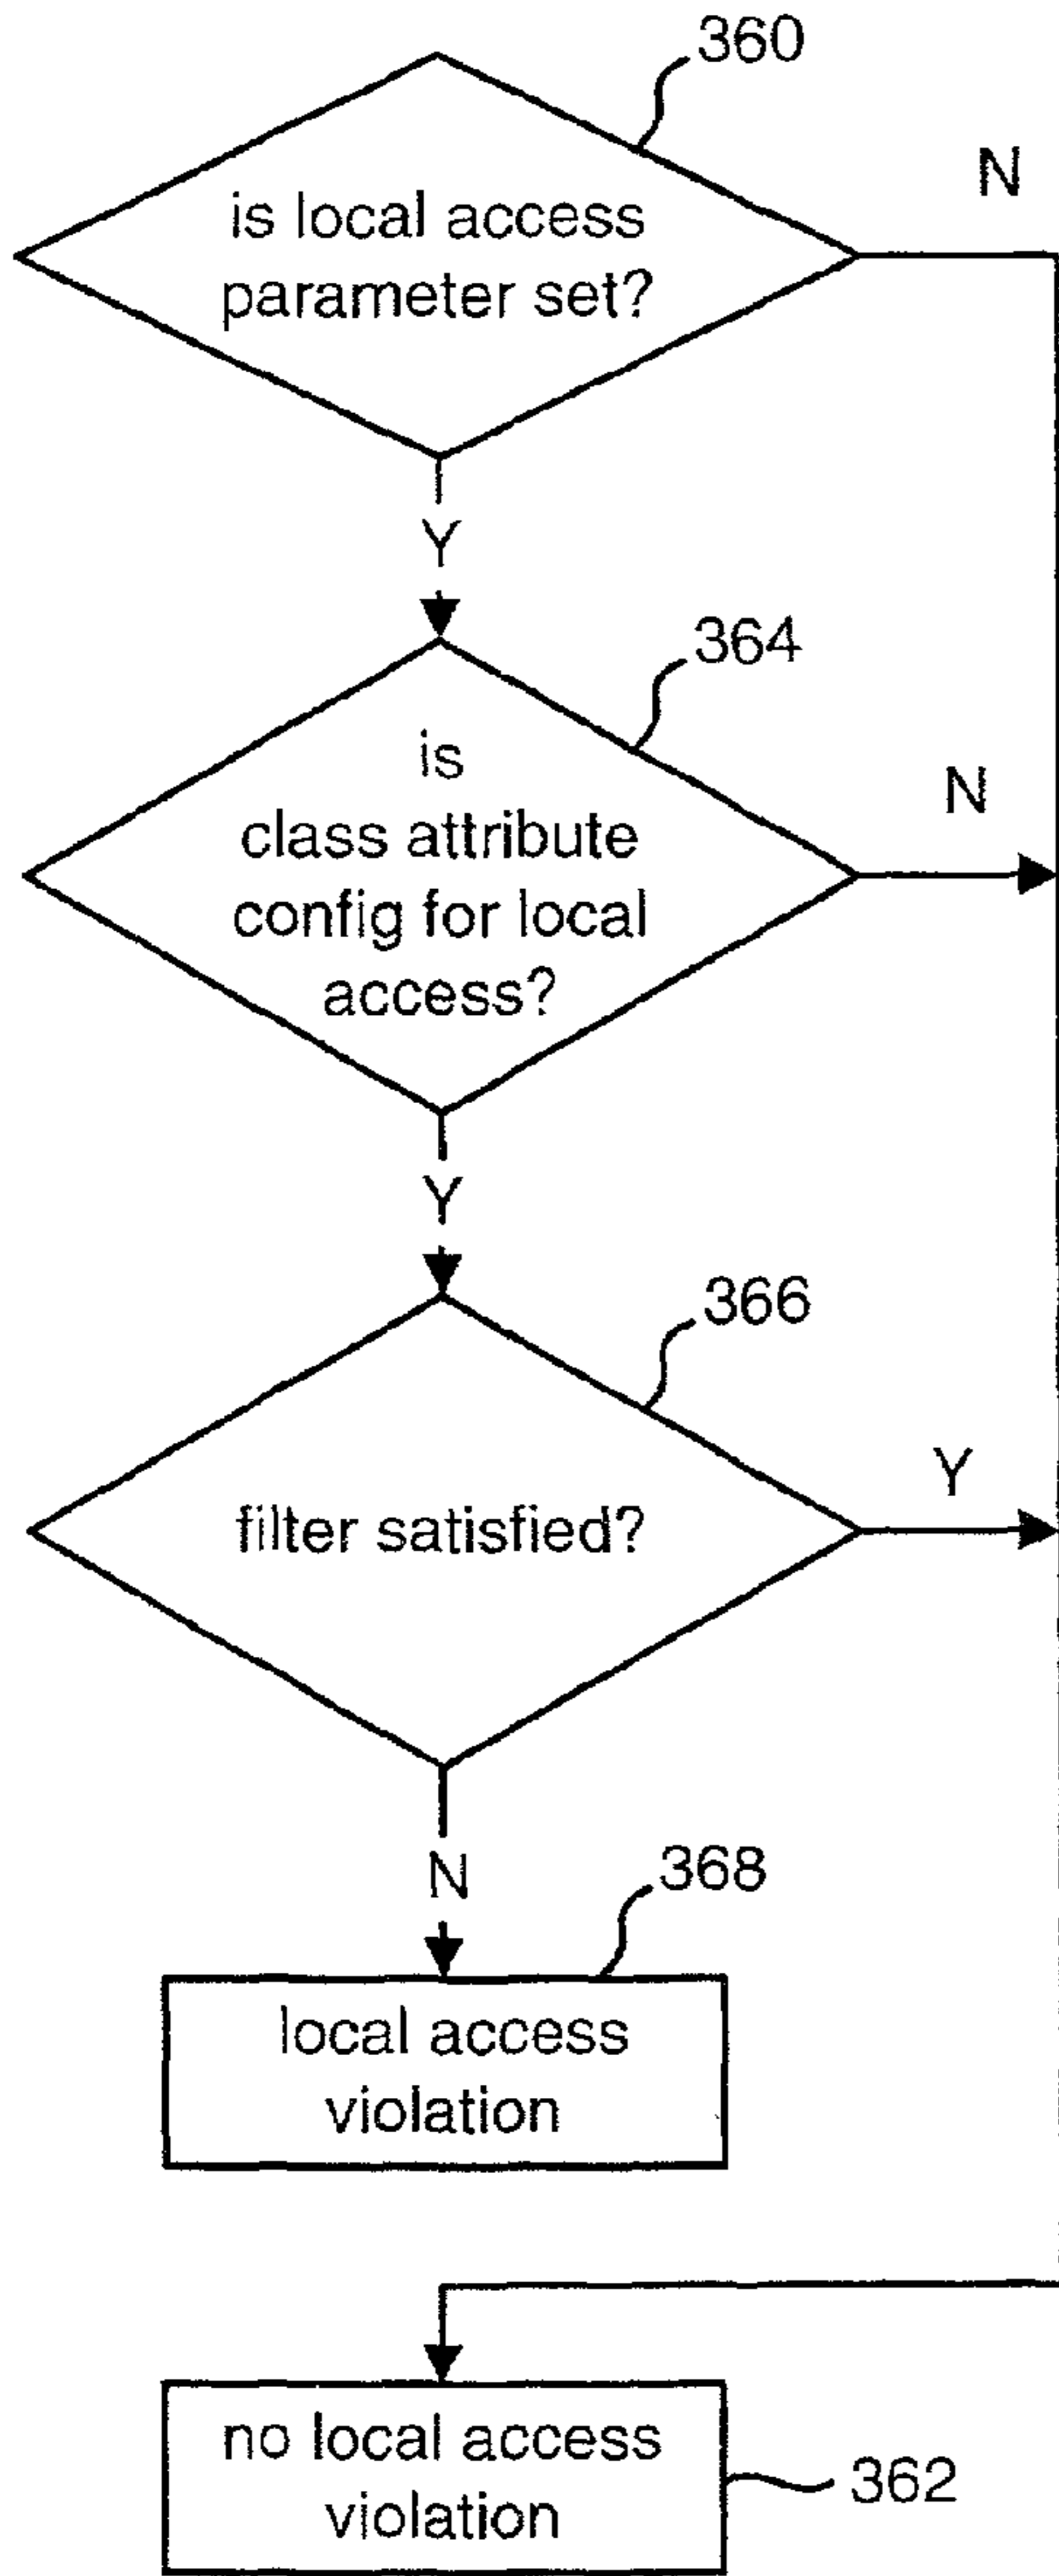 360
is local access
parameter set?
N
Y
364
is
class attribute
config for local
access?
N
Y
366
filter satisfied?
Y
N
368
local access
violation
no local access
violation
362